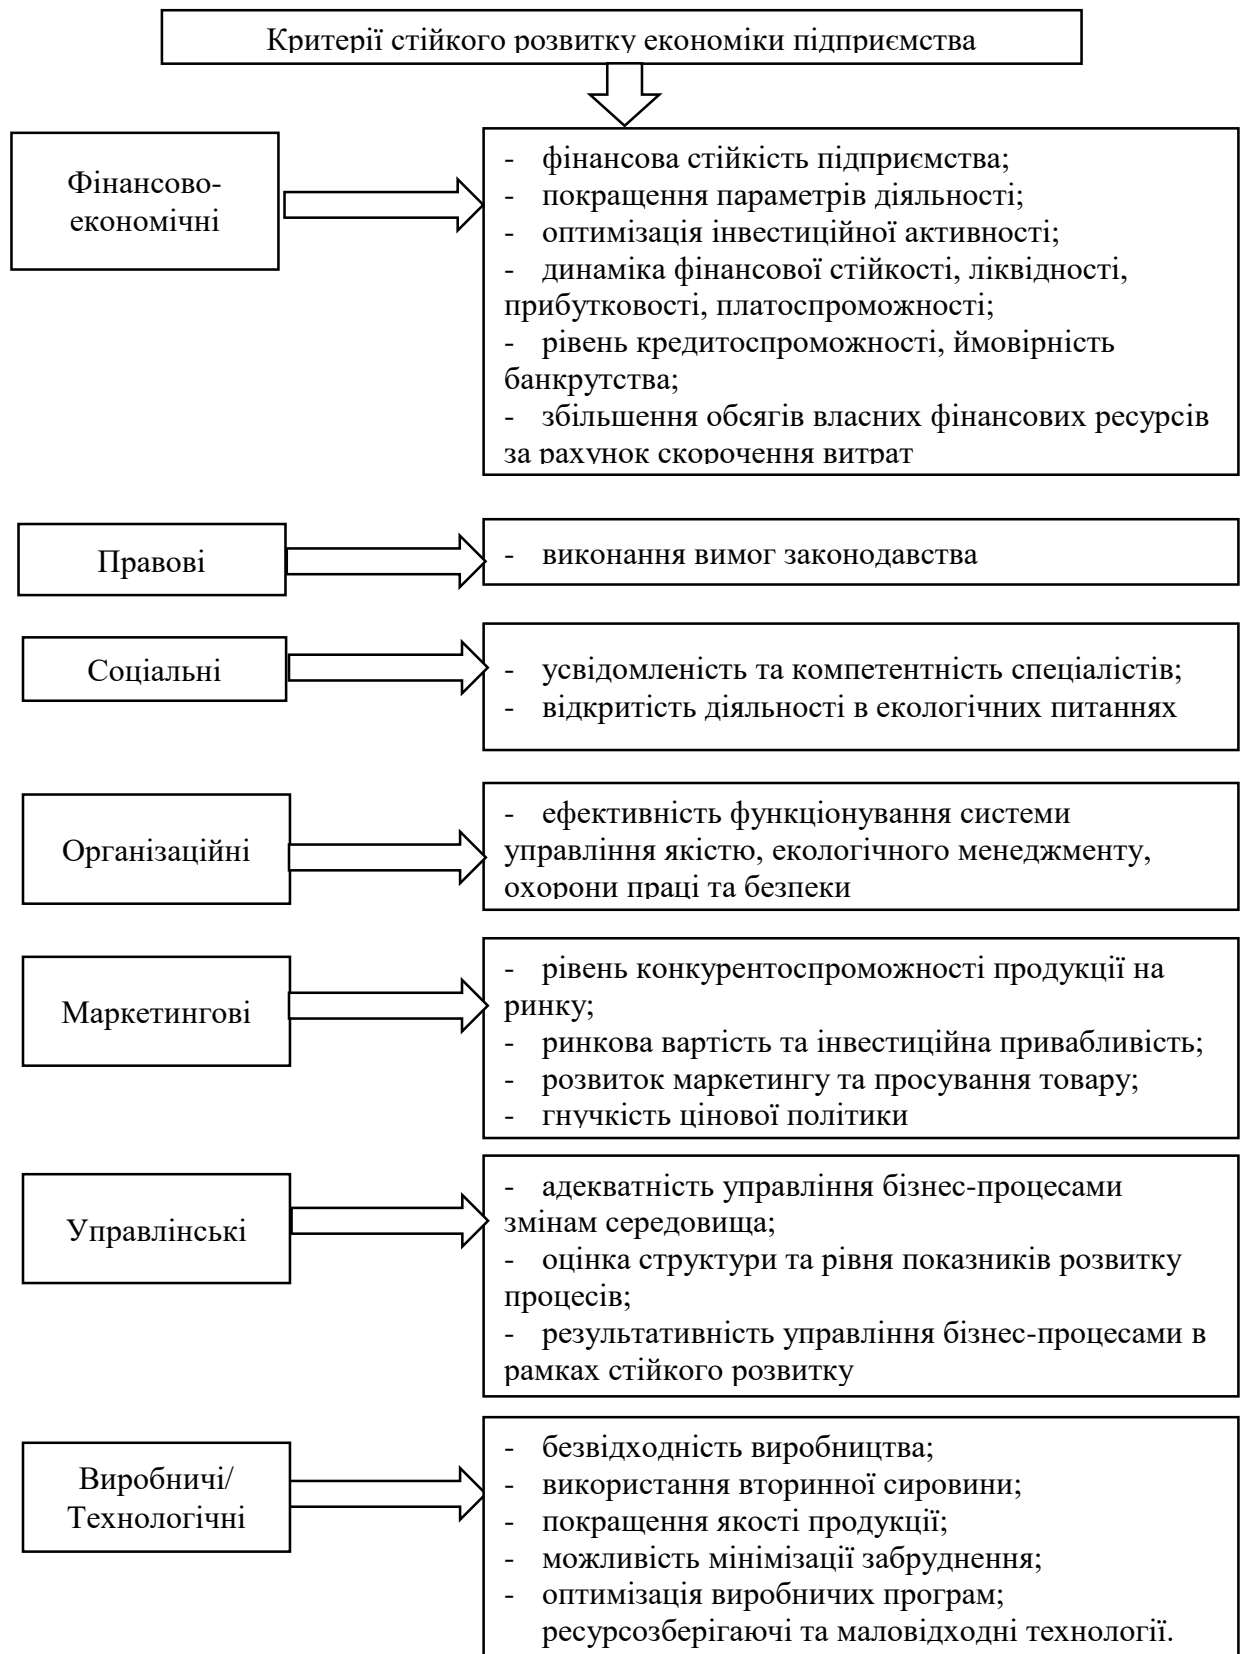 Критерії стійкого розвитку економіки підприємства
Фінансово-
економічні
- фінансова стійкість підприємства;
- покращення параметрів діяльності;
- оптимізація інвестиційної активності;
- динаміка фінансової стійкості, ліквідності,
прибутковості, платоспроможності;
- рівень кредитоспроможності, ймовірність
банкрутства;
- збільшення обсягів власних фінансових ресурсів
за рахунок скорочення витрат
Правові
- виконання вимог законодавства
Соціальні
- усвідомленість та компетентність спеціалістів;
- відкритість діяльності в екологічних питаннях
Організаційні
- ефективність функціонування системи
управління якістю, екологічного менеджменту,
охорони праці та безпеки
Маркетингові
- рівень конкурентоспроможності продукції на
ринку;
- ринкова вартість та інвестиційна привабливість;
- розвиток маркетингу та просування товару;
- гнучкість цінової політики
Управлінські
- адекватність управління бізнес-процесами
змінам середовища;
- оцінка структури та рівня показників розвитку
процесів;
- результативність управління бізнес-процесами в
рамках стійкого розвитку
Виробничі/
Технологічні
- безвідходність виробництва;
- використання вторинної сировини;
- покращення якості продукції;
- можливість мінімізації забруднення;
- оптимізація виробничих програм;
ресурсозберігаючі та маловідходні технології.